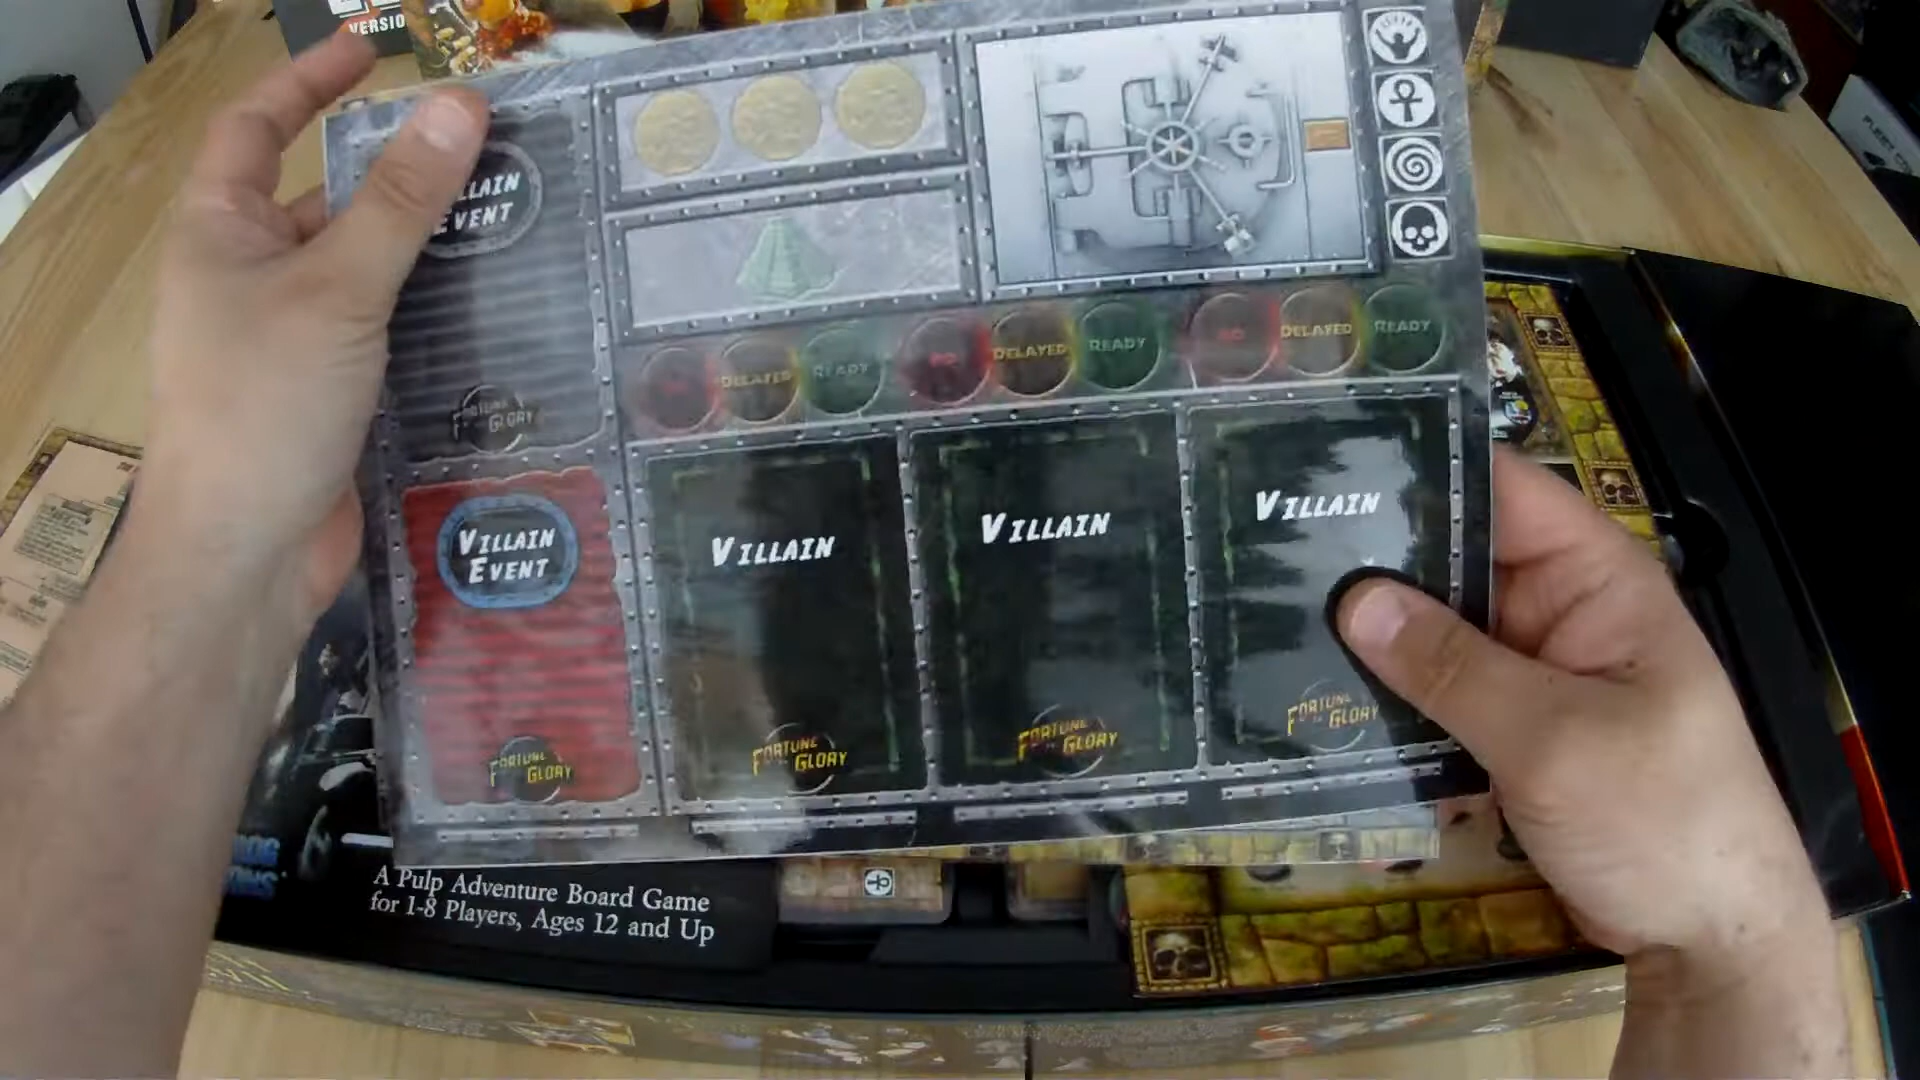 VERSIO
VILLAIN
EVENT
FORTUNE
GLORY
DELAYED
READY
DELAYED
READY
DELAYED
READY
VILLAIN
EVENT
FORTUNE
GLORY
VILLAIN
FORTUNE
GLORY
VILLAIN
FORTUNE
GLORY
VILLAIN
FORTUNE
GLORY
A Pulp Adventure Board Game
for 1-8 Players, Ages 12 and Up